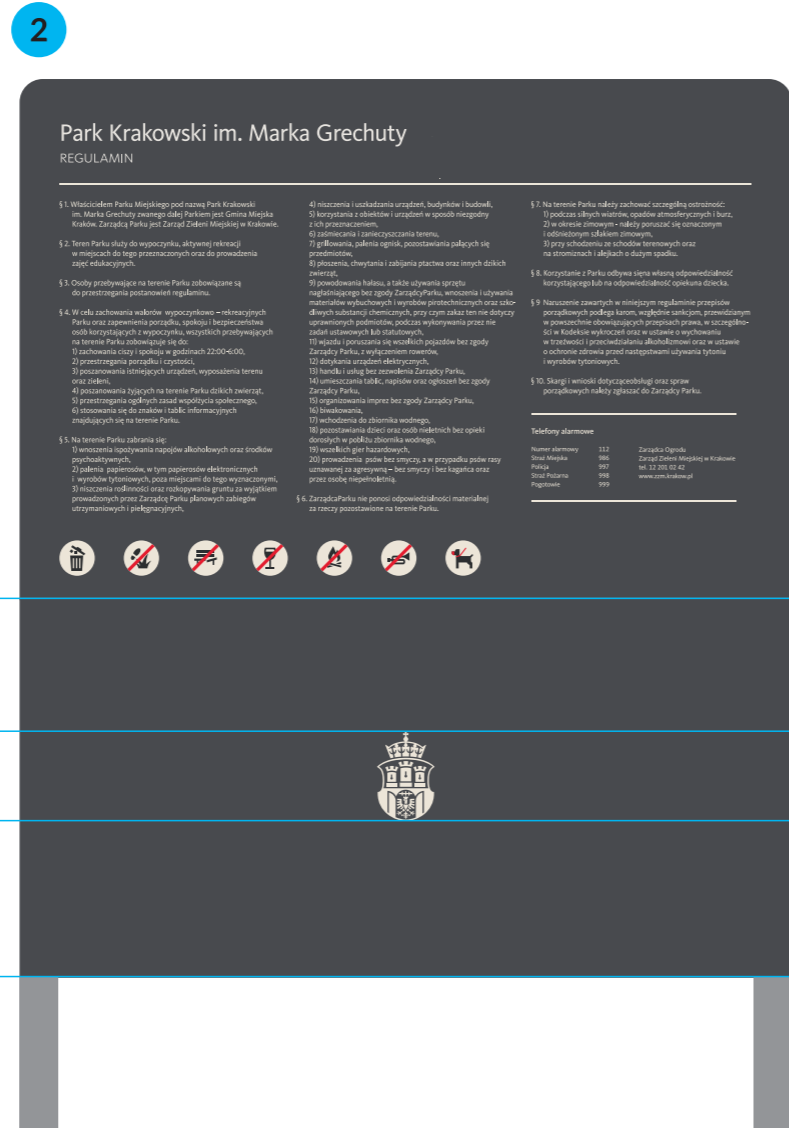 2
Park Krakowski im. Marka Grechuty
REGULAMIN
§ 1. Właścicielem Parku Miejskiego pod nazwą Park Krakowski
im. Marka Grechuty zwanego dalej Parkiem jest Gmina Miejska
Kraków. Zarządcą Parku jest Zarząd Zieleni Miejskiej w Krakowie.
§ 2. Teren Parku służy do wypoczynku, aktywnej rekreacji
w miejscach do tego przeznaczonych oraz do prowadzenia
zajęć edukacyjnych.
§ 3. Osoby przebywające na terenie Parku zobowiązane są
do przestrzegania postanowień regulaminu.
§ 4. W celu zachowania walorów wypoczynkowo – rekreacyjnych
Parku oraz zapewnienia porządku, spokoju i bezpieczeństwa
osób korzystających z wypoczynku, wszystkich przebywających
na terenie Parku zobowiązuje się do:
1) zachowania ciszy i spokoju w godzinach 22:00-6:00,
2) przestrzegania porządku i czystości,
3) poszanowania istniejących urządzeń, wyposażenia terenu
oraz zieleni,
4) poszanowania żyjących na terenie Parku dzikich zwierząt,
5) przestrzegania ogólnych zasad współżycia społecznego,
6) stosowania się do znaków i tablic informacyjnych
znajdujących się na terenie Parku.
§ 5. Na terenie Parku zabrania się:
1) wnoszenia ispożywania napojów alkoholowych oraz środków
psychoaktywnych,
2) palenia papierosów, w tym papierosów elektronicznych
i wyrobów tytoniowych, poza miejscami do tego wyznaczonymi,
3) niszczenia roślinności oraz rozkopywania gruntu za wyjątkiem
prowadzonych przez Zarządcę Parku planowych zabiegów
utrzymaniowych i pielęgnacyjnych,
4) niszczenia i uszkadzania urządzeń, budynków i budowli,
5) korzystania z obiektów i urządzeń w sposób niezgodny
z ich przeznaczeniem,
6) zaśmiecania i zanieczyszczania terenu,
7) grillowania, palenia ognisk, pozostawiania palących się
przedmiotów,
8) płoszenia, chwytania i zabijania ptactwa oraz innych dzikich
zwierząt,
9) powodowania hałasu, a także używania sprzętu
nagłaśniającego bez zgody ZarządcyParku, wnoszenia i używania
materiałów wybuchowych i wyrobów pirotechnicznych oraz szko-
dliwych substancji chemicznych, przy czym zakaz ten nie dotyczy
uprawnionych podmiotów, podczas wykonywania przez nie
zadań ustawowych lub statutowych,
11) wjazdu i poruszania się wszelkich pojazdów bez zgody
Zarządcy Parku, z wyłączeniem rowerów,
12) dotykania urządzeń elektrycznych,
13) handlu i usług bez zezwolenia Zarządcy Parku,
14) umieszczania tablic, napisów oraz ogłoszeń bez zgody
Zarządcy Parku,
15) organizowania imprez bez zgody Zarządcy Parku,
16) biwakowania,
17) wchodzenia do zbiornika wodnego,
18) pozostawiania dzieci oraz osób nieletnich bez opieki
dorosłych w pobliżu zbiornika wodnego,
19) wszelkich gier hazardowych,
20) prowadzenia psów bez smyczy, a w przypadku psów rasy
uznawanej za agresywną – bez smyczy i bez kagańca oraz
przez osobę niepełnoletnią.
§ 6. ZarządcaParku nie ponosi odpowiedzialności materialnej
za rzeczy pozostawione na terenie Parku.
§ 7. Na terenie Parku należy zachować szczególną ostrożność:
1) podczas silnych wiatrów, opadów atmosferycznych i burz,
2) w okresie zimowym - należy poruszać się oznaczonym
i odśnieżonym szlakiem zimowym,
3) przy schodzeniu ze schodów terenowych oraz
na stromiznach i alejkach o dużym spadku.
§ 8. Korzystanie z Parku odbywa sięna własną odpowiedzialność
korzystającego lub na odpowiedzialność opiekuna dziecka.
§ 9 Naruszenie zawartych w niniejszym regulaminie przepisów
porządkowych podlega karom, względnie sankcjom, przewidzianym
w powszechnie obowiązujących przepisach prawa, w szczególno-
ści w Kodeksie wykroczeń oraz w ustawie o wychowaniu
w trzeźwości i przeciwdziałaniu alkoholizmowi oraz w ustawie
o ochronie zdrowia przed następstwami używania tytoniu
i wyrobów tytoniowych.
§ 10. Skargi i wnioski dotycząceobsługi oraz spraw
porządkowych należy zgłaszać do Zarządcy Parku.
Telefony alarmowe
Numer alarmowy 112
Straż Miejska 986
Policja 997
Straż Pożarna 998
Pogotowie 999
Zarządca Ogrodu
Zarząd Zieleni Miejskiej w Krakowie
tel. 12 201 02 42
www.zzm.krakow.pl